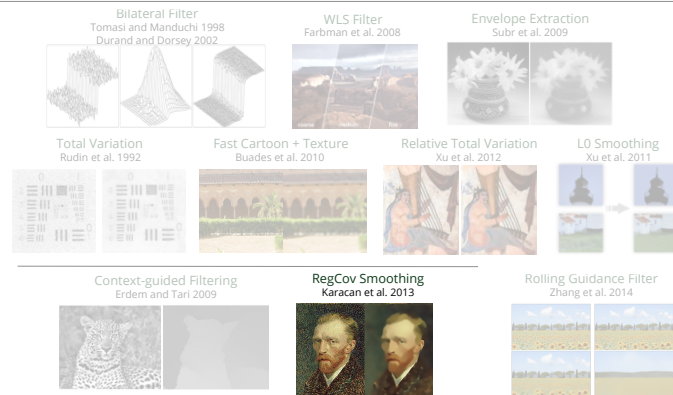 Bilateral Filter
Tomasi and Manduchi 1998
Durand and Dorsey 2002
WLS Filter
Farbman et al. 2008
Envelope Extraction
Subr et al. 2009
Total Variation
Rudin et al. 1992
Fast Cartoon + Texture
Buades et al. 2010
Relative Total Variation
Xu et al. 2012
L0 Smoothing
Xu et al. 2011
Context-guided Filtering
Erdem and Tari 2009
RegCov Smoothing
Karacan et al. 2013
Rolling Guidance Filter
Zhang et al. 2014